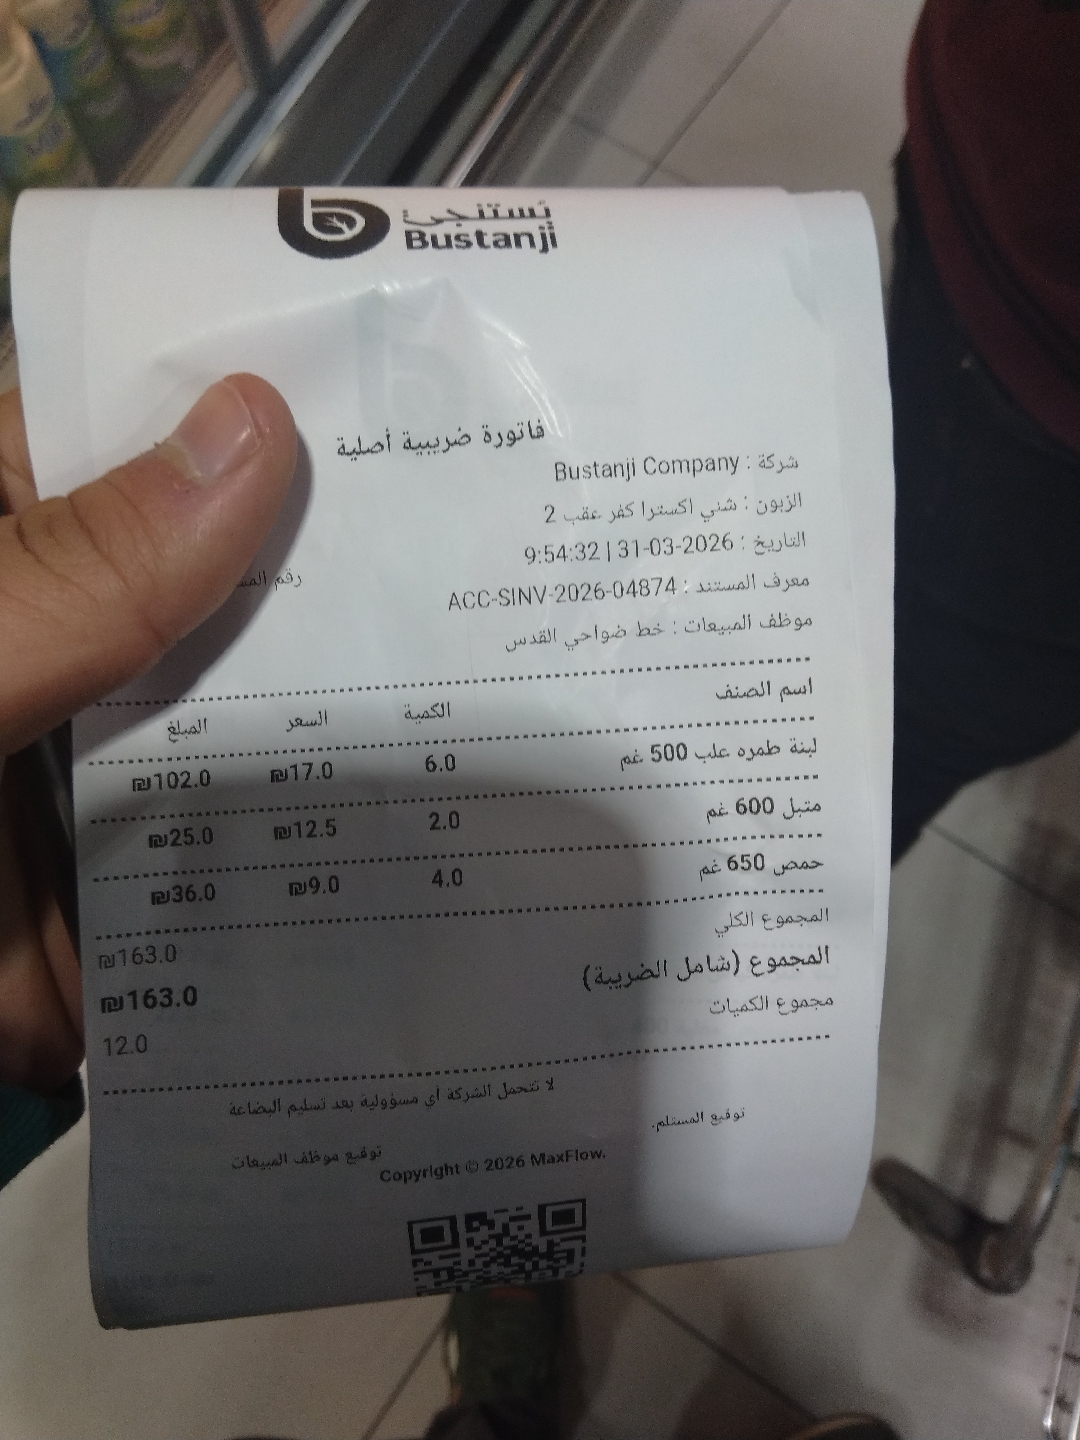 بستنجي
Bustanji
فاتورة ضريبية أصلية
شركة : Bustanji Company
الزبون : شني اكسترا كفر عقب 2
التاريخ : 31-03-2026 | 9:54:32
معرف المستند : ACC-SINV-2026-04874
رقم
موظف المبيعات : خط ضواحي القدس
اسم الصنف الكمية السعر المبلغ
لبنة طمره علب 500 غم 6.0 ₪17.0 ₪102.0
متبل 600 غم 2.0 ₪12.5 ₪25.0
حمص 650 غم 4.0 ₪9.0 ₪36.0
المجموع الكلي ₪163.0
المجموع (شامل الضريبة) ₪163.0
مجموع الكميات 12.0
لا تتحمل الشركة أي مسؤولية بعد تسليم البضاعة
توقيع المستلم. توقيع موظف المبيعات
Copyright © 2026 MaxFlow.